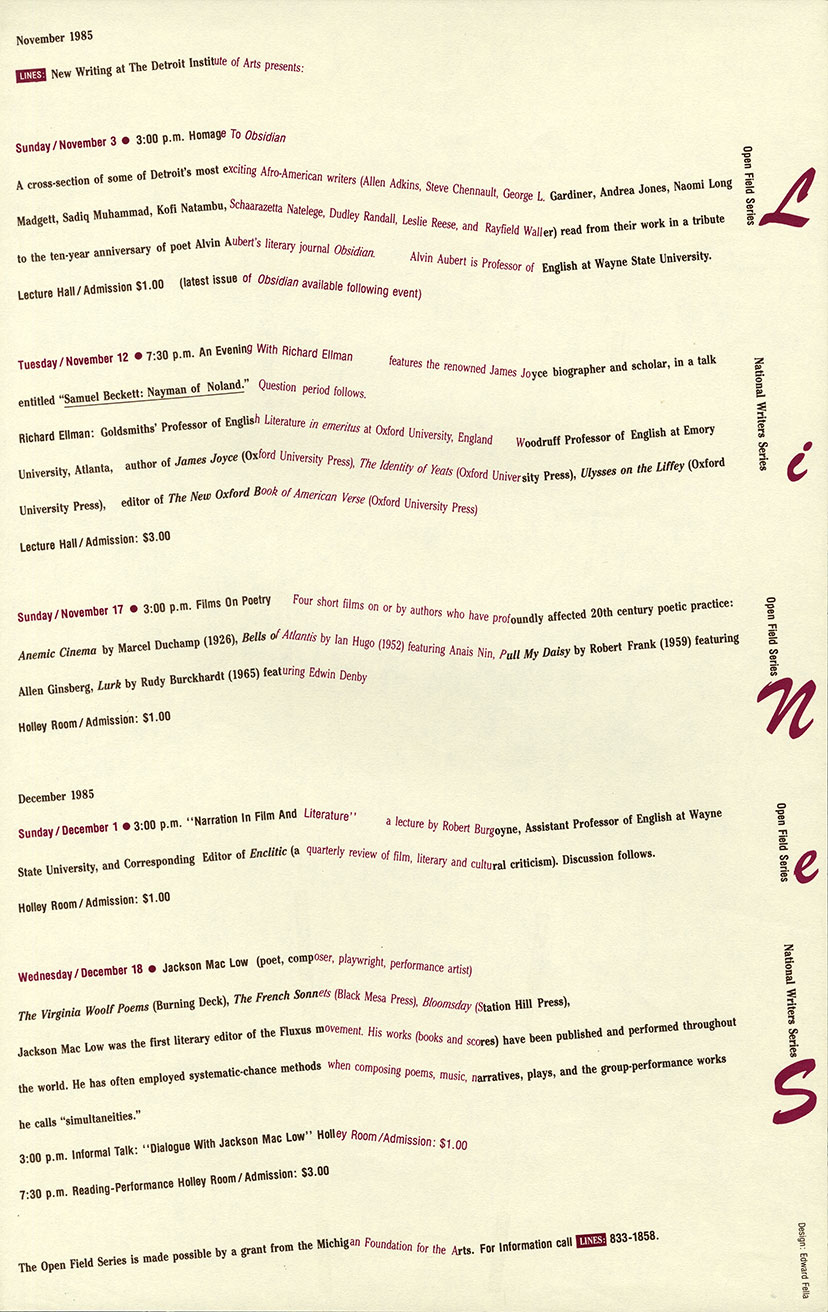 November 1985
LINES: New Writing at The Detroit Institute of Arts presents:
Sunday/November 3 ● 3:00 p.m. Homage To Obsidian
A cross-section of some of Detroit's most exciting Afro-American writers (Allen Adkins, Steve Chennault, George L. Gardiner, Andrea Jones, Naomi Long
Madgett, Sadiq Muhammad, Kofi Natambu, Schaarazetta Natelege, Dudley Randall, Leslie Reese, and Rayfield Waller) read from their work in a tribute
to the ten-year anniversary of poet Alvin Aubert's literary journal Obsidian. Alvin Aubert is Professor of English at Wayne State University.
Lecture Hall/Admission $1.00 (latest issue of Obsidian available following event)
Open Field Series
L
Tuesday/November 12 ● 7:30 p.m. An Evening With Richard Ellman features the renowned James Joyce biographer and scholar, in a talk
entitled “Samuel Beckett: Nayman of Noland.” Question period follows.
Richard Ellman: Goldsmiths' Professor of English Literature in emeritus at Oxford University, England Woodruff Professor of English at Emory
University, Atlanta, author of James Joyce (Oxford University Press), The Identity of Yeats (Oxford University Press), Ulysses on the Liffey (Oxford
University Press), editor of The New Oxford Book of American Verse (Oxford University Press)
Lecture Hall/Admission: $3.00
National Writers Series
i
Sunday/November 17 ● 3:00 p.m. Films On Poetry Four short films on or by authors who have profoundly affected 20th century poetic practice:
Anemic Cinema by Marcel Duchamp (1926), Bells of Atlantis by Ian Hugo (1952) featuring Anais Nin, Pull My Daisy by Robert Frank (1959) featuring
Allen Ginsberg, Lurk by Rudy Burckhardt (1965) featuring Edwin Denby
Holley Room/Admission: $1.00
Open Field Series
N
December 1985
Sunday/December 1 ● 3:00 p.m. ‘‘Narration In Film And Literature’’ a lecture by Robert Burgoyne, Assistant Professor of English at Wayne
State University, and Corresponding Editor of Enclitic (a quarterly review of film, literary and cultural criticism). Discussion follows.
Holley Room/Admission: $1.00
Open Field Series
e
Wednesday/December 18 ● Jackson Mac Low (poet, composer, playwright, performance artist)
The Virginia Woolf Poems (Burning Deck), The French Sonnets (Black Mesa Press), Bloomsday (Station Hill Press),
Jackson Mac Low was the first literary editor of the Fluxus movement. His works (books and scores) have been published and performed throughout
the world. He has often employed systematic-chance methods when composing poems, music, narratives, plays, and the group-performance works
he calls “simultaneities.”
3:00 p.m. Informal Talk: ‘‘Dialogue With Jackson Mac Low’’ Holley Room/Admission: $1.00
7:30 p.m. Reading-Performance Holley Room/Admission: $3.00
National Writers Series
S
The Open Field Series is made possible by a grant from the Michigan Foundation for the Arts. For Information call LINES: 833-1858.
Design: Edward Fella